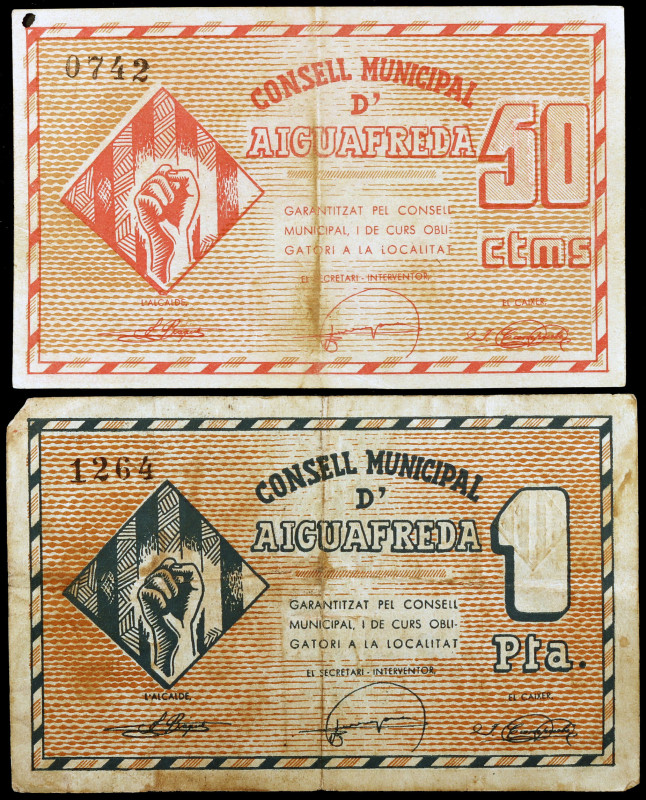 0742
CONSELL MUNICIPAL
D'
AIGUAFREDA
50
ctms
GARANTITZAT PEL CONSELL
MUNICIPAL, I DE CURS OBLI-
GATORI A LA LOCALITAT
EL SECRETARI - INTERVENTOR,
L'ALCALDE,
EL CAIXER,
1264
CONSELL MUNICIPAL
D'
AIGUAFREDA
1
Pta.
GARANTITZAT PEL CONSELL
MUNICIPAL, I DE CURS OBLI-
GATORI A LA LOCALITAT
EL SECRETARI - INTERVENTOR,
L'ALCALDE,
EL CAIXER,